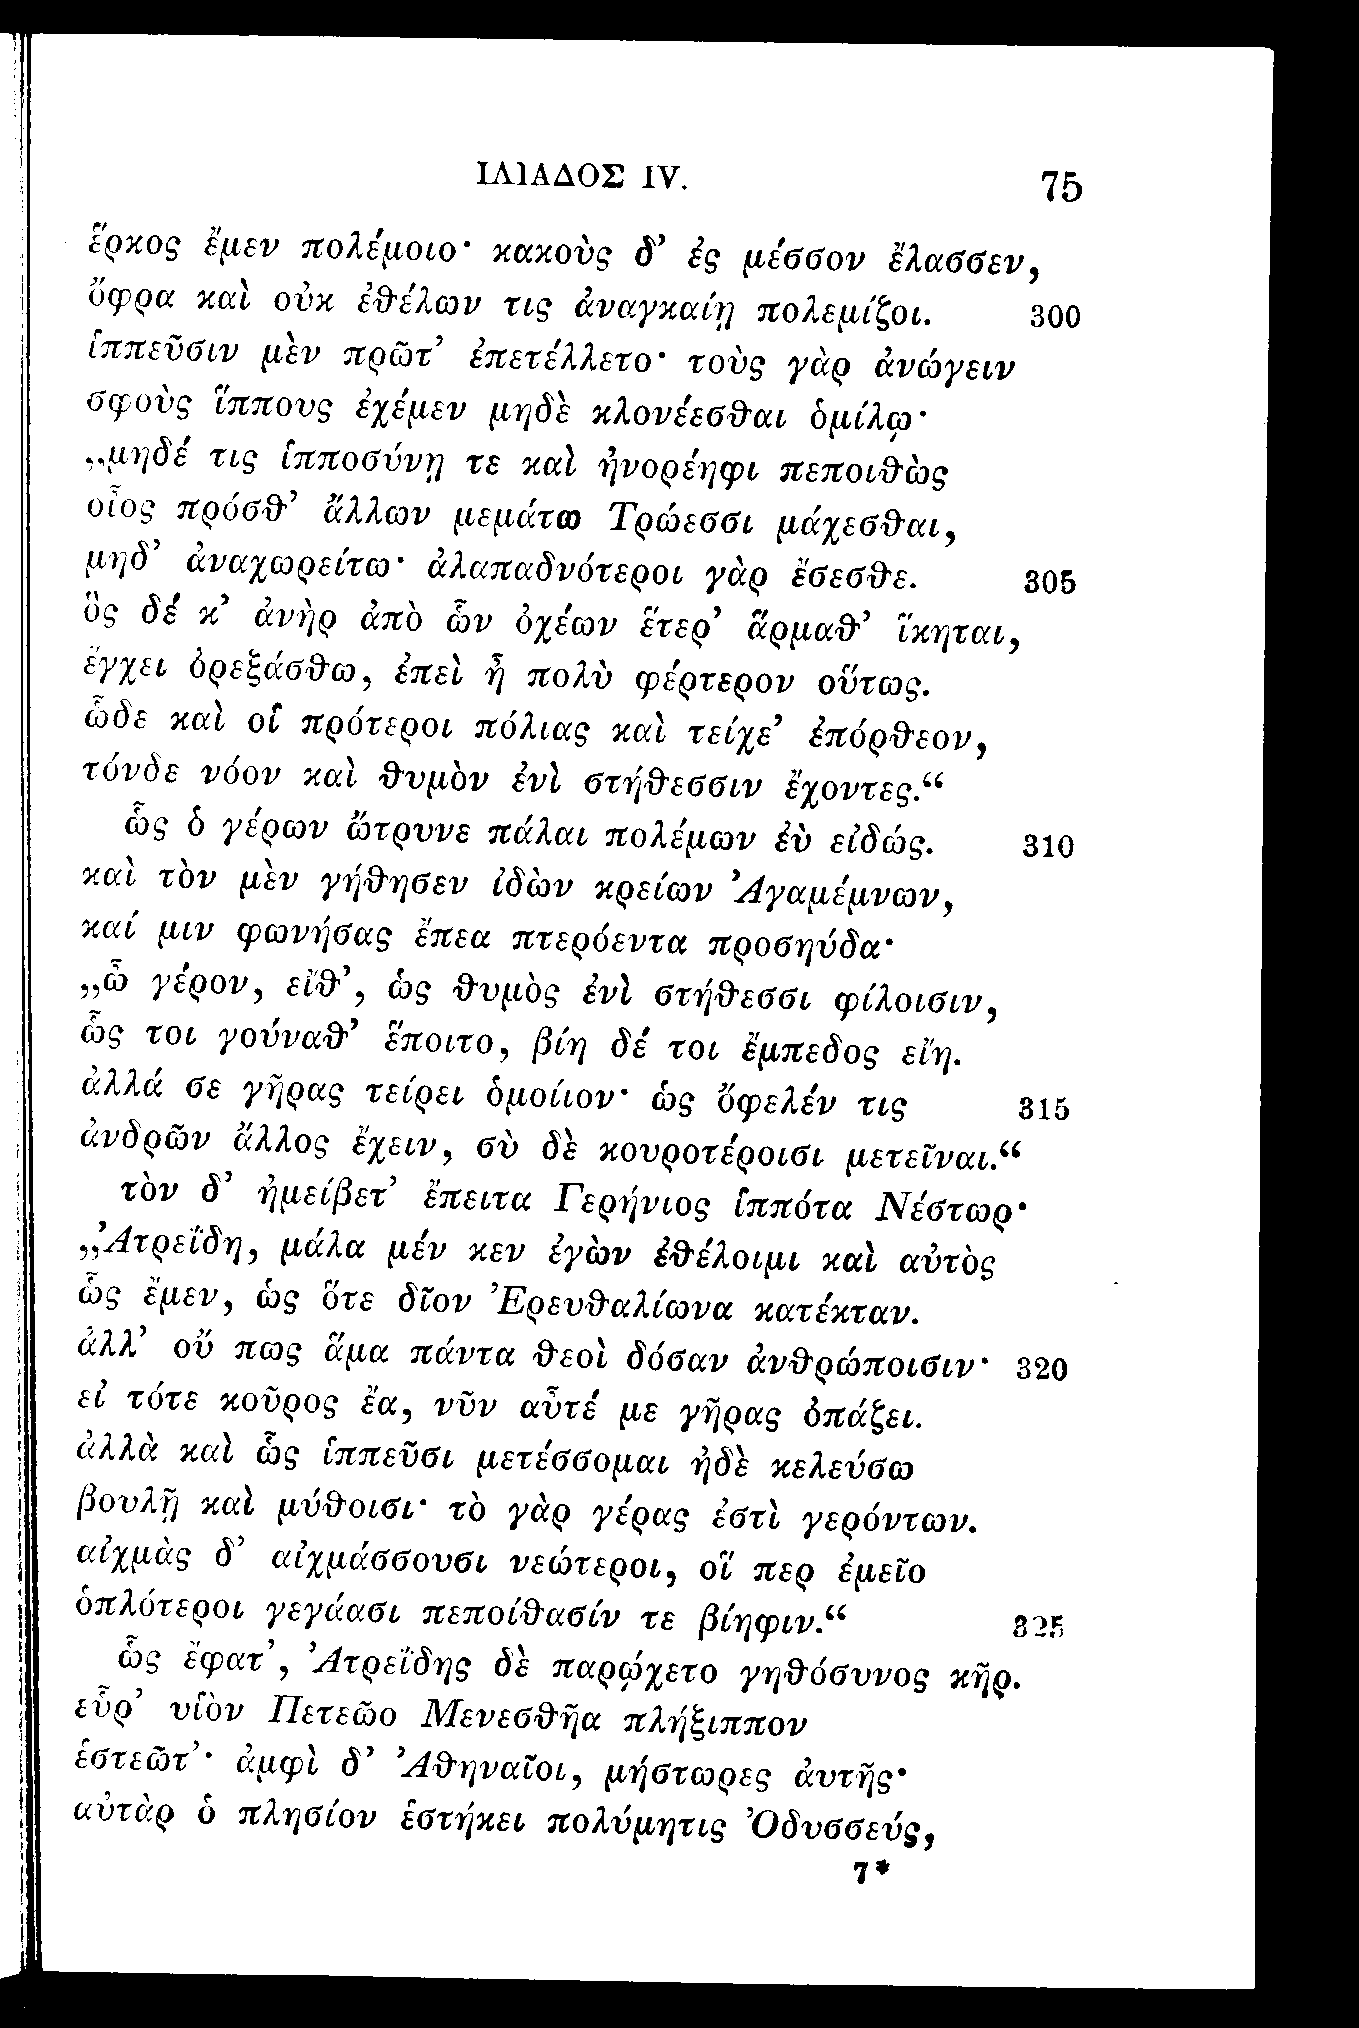 ΙΛΙΑΔΟΣ IV. 75
ἕρκος ἔμεν πολέμοιο· κακοὺς δ’ ἐς μέσσον ἔλασσεν,
ὄφρα καὶ οὐκ ἐθέλων τις ἀναγκαίῃ πολεμίζοι. 300
ἱππεῦσιν μὲν πρῶτ’ ἐπετέλλετο· τοὺς γὰρ ἀνώγειν
σφοὺς ἵππους ἐχέμεν μηδὲ κλονέεσθαι ὁμίλῳ·
„μηδέ τις ἱπποσύνῃ τε καὶ ἠνορέηφι πεποιθὼς
οἶος πρόσθ’ ἄλλων μεμάτω Τρώεσσι μάχεσθαι,
μηδ’ ἀναχωρείτω· ἀλαπαδνότεροι γὰρ ἔσεσθε. 305
ὃς δέ κ’ ἀνὴρ ἀπὸ ὧν ὀχέων ἕτερ’ ἅρμαθ’ ἵκηται,
ἔγχει ὀρεξάσθω, ἐπεὶ ἦ πολὺ φέρτερον οὕτως.
ὧδε καὶ οἱ πρότεροι πόλιας καὶ τείχε’ ἐπόρθεον,
τόνδε νόον καὶ θυμὸν ἐνὶ στήθεσσιν ἔχοντες.“
ὣς ὁ γέρων ὤτρυνε πάλαι πολέμων ἐὺ εἰδώς. 310
καὶ τὸν μὲν γήθησεν ἰδὼν κρείων Ἀγαμέμνων,
καί μιν φωνήσας ἔπεα πτερόεντα προσηύδα·
„ὦ γέρον, εἴθ’, ὡς θυμὸς ἐνὶ στήθεσσι φίλοισιν,
ὥς τοι γούναθ’ ἕποιτο, βίη δέ τοι ἔμπεδος εἴη.
ἀλλά σε γῆρας τείρει ὁμοίιον· ὡς ὄφελέν τις 315
ἀνδρῶν ἄλλος ἔχειν, σὺ δὲ κουροτέροισι μετεῖναι.“
τὸν δ’ ἠμείβετ’ ἔπειτα Γερήνιος ἱππότα Νέστωρ·
„Ἀτρεΐδη, μάλα μέν κεν ἐγὼν ἐθέλοιμι καὶ αὐτὸς
ὣς ἔμεν, ὡς ὅτε δῖον Ἐρευθαλίωνα κατέκταν.
ἀλλ’ οὔ πως ἅμα πάντα θεοὶ δόσαν ἀνθρώποισιν· 320
εἰ τότε κοῦρος ἔα, νῦν αὖτέ με γῆρας ὀπάζει.
ἀλλὰ καὶ ὧς ἱππεῦσι μετέσσομαι ἠδὲ κελεύσω
βουλῇ καὶ μύθοισι· τὸ γὰρ γέρας ἐστὶ γερόντων.
αἰχμὰς δ’ αἰχμάσσουσι νεώτεροι, οἵ περ ἐμεῖο
ὁπλότεροι γεγάασι πεποίθασίν τε βίηφιν.“ 325
ὣς ἔφατ’, Ἀτρεΐδης δὲ παρῴχετο γηθόσυνος κῆρ.
εὗρ’ υἱὸν Πετεῶο Μενεσθῆα πλήξιππον
ἑστεῶτ’· ἀμφὶ δ’ Ἀθηναῖοι, μήστωρες ἀυτῆς·
αὐτὰρ ὁ πλησίον ἑστήκει πολύμητις Ὀδυσσεύς,
7*